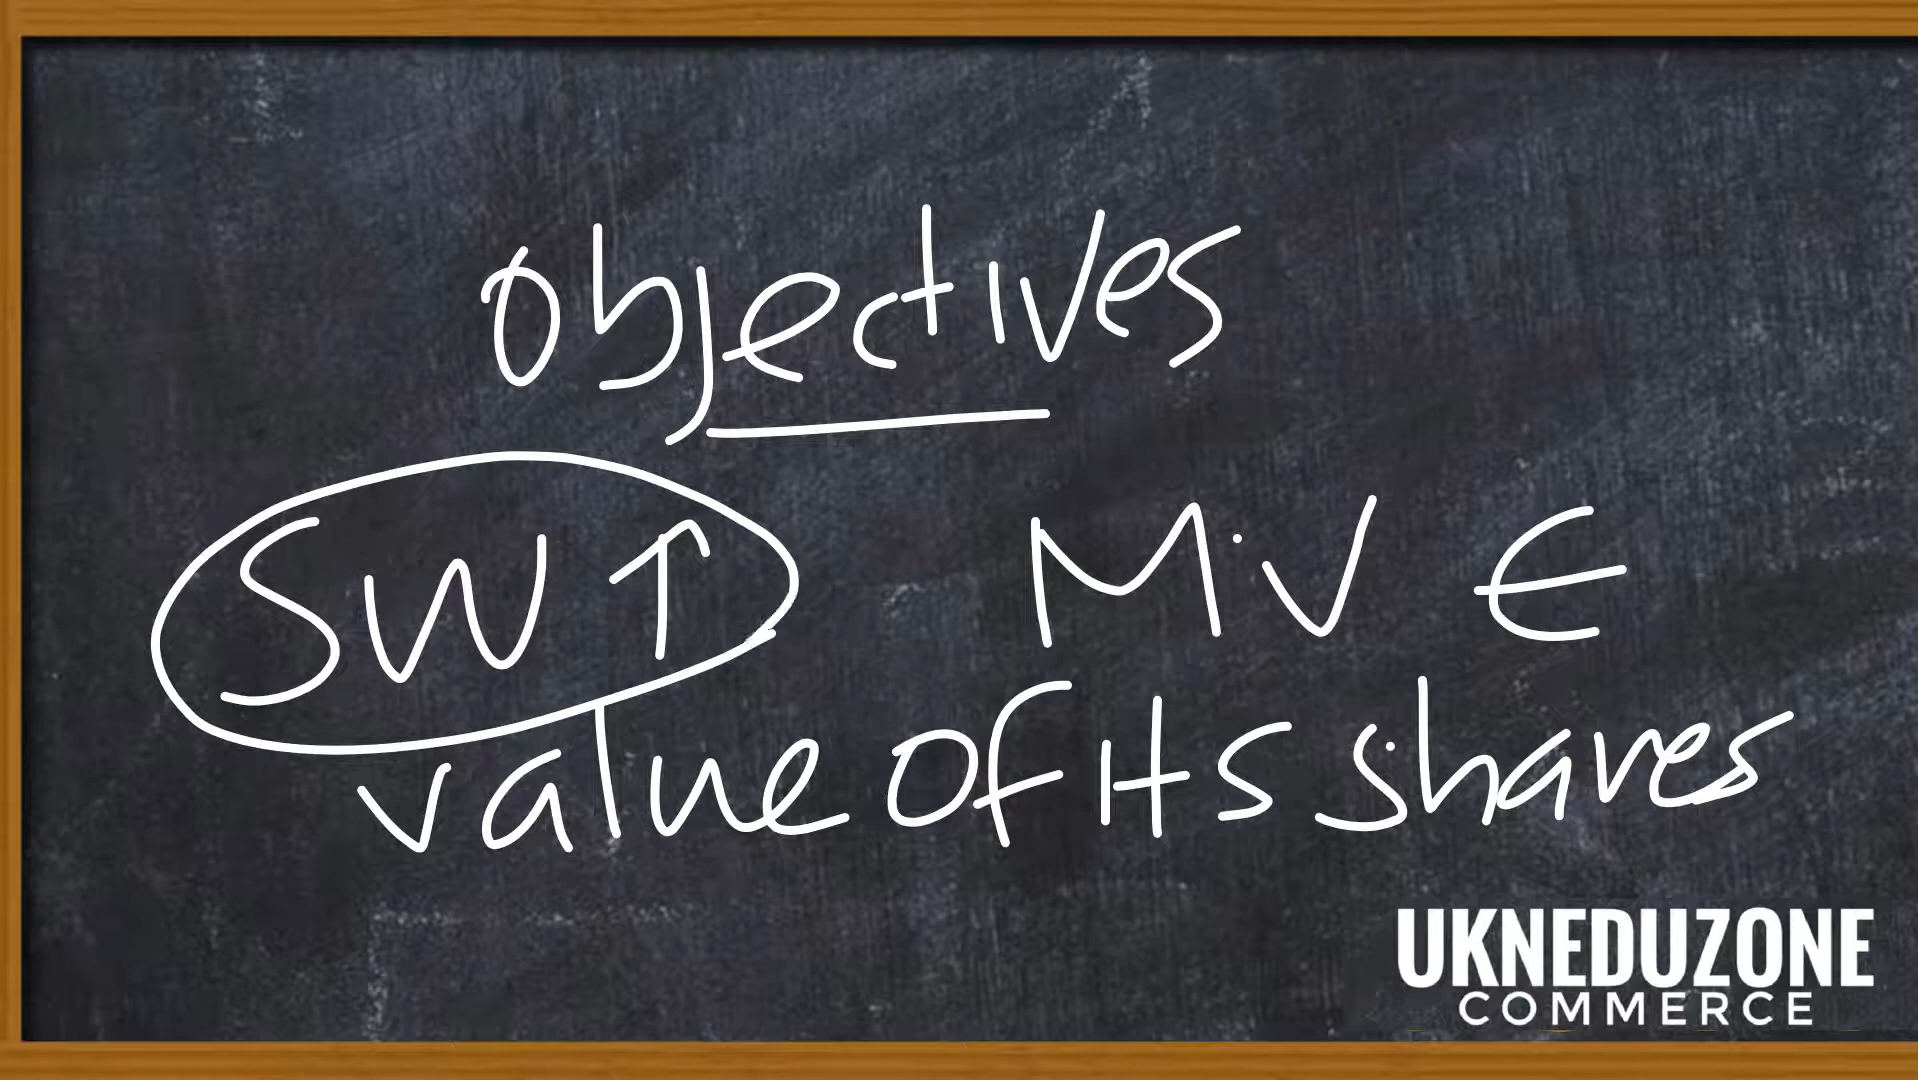 objectives
SW ↑ M.V E
value of its shares
UKNEDUZONE
COMMERCE